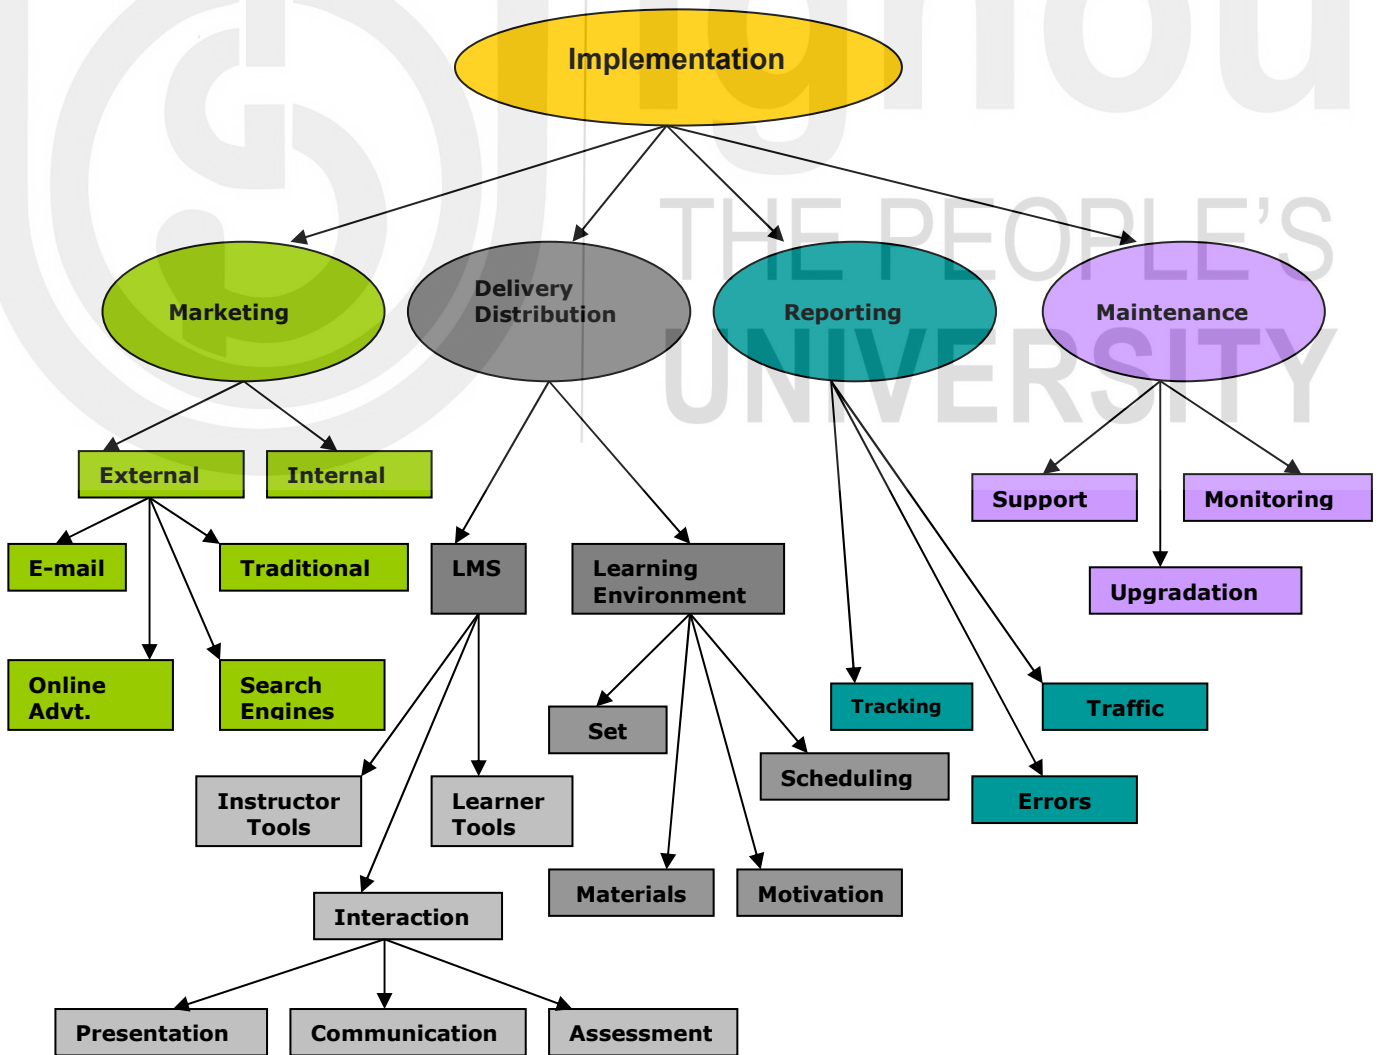 ignou
Implementation
THE PEOPLE'S
UNIVERSITY
Marketing
Delivery
Distribution
Reporting
Maintenance
External
Internal
Support
Monitoring
E-mail
Traditional
LMS
Learning
Environment
Upgradation
Online
Advt.
Search
Engines
Set
Tracking
Traffic
Scheduling
Instructor
Tools
Learner
Tools
Errors
Materials
Motivation
Interaction
Presentation
Communication
Assessment